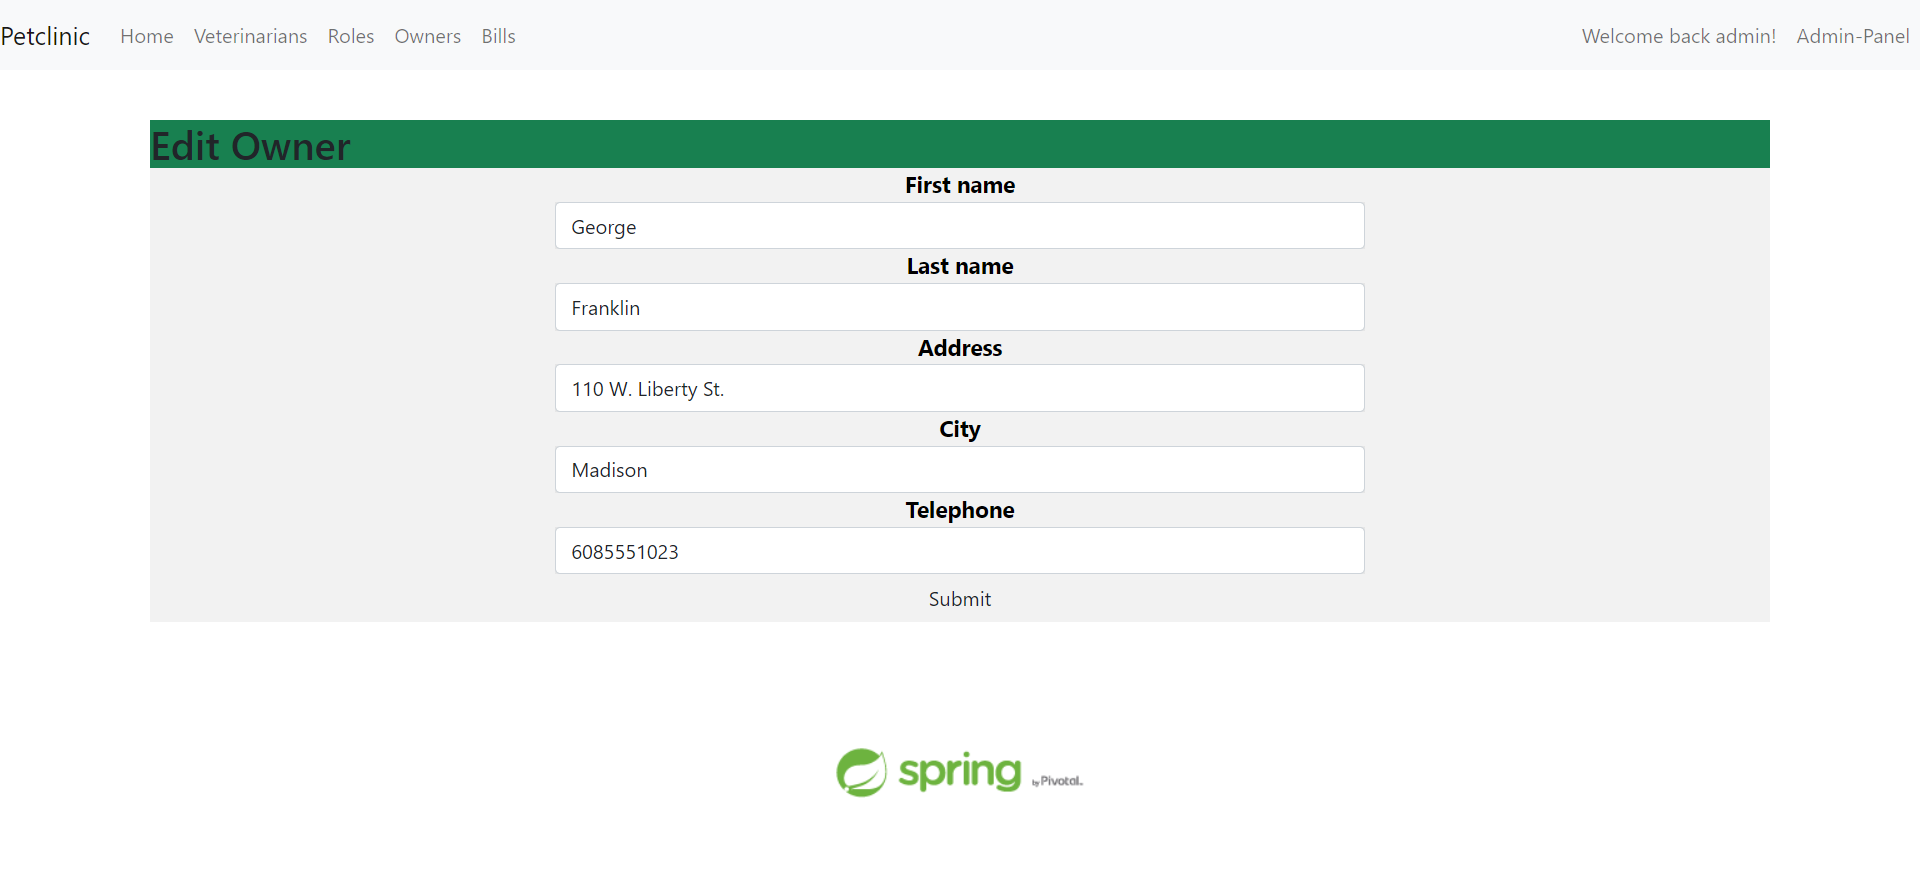 Petclinic Home Veterinarians Roles Owners Bills Welcome back admin! Admin-Panel
Edit Owner
First name
George
Last name
Franklin
Address
110 W. Liberty St.
City
Madison
Telephone
6085551023
Submit
spring by Pivotal.